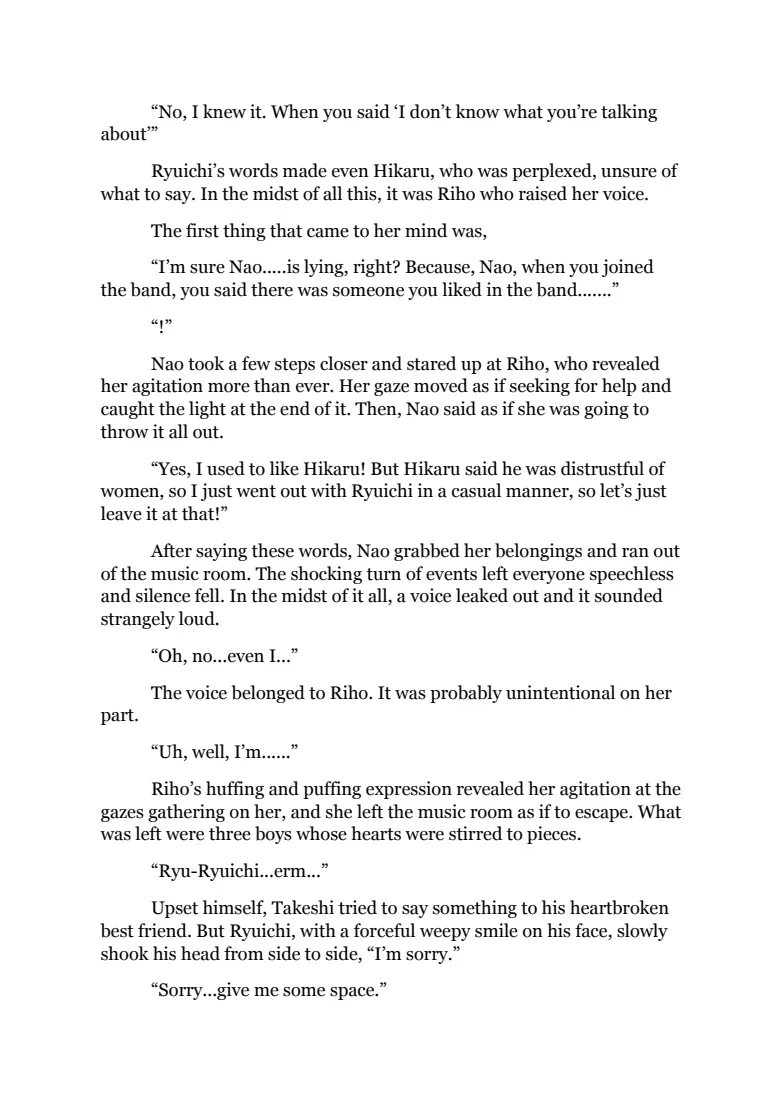 “No, I knew it. When you said ‘I don’t know what you’re talking
about’”
Ryuichi’s words made even Hikaru, who was perplexed, unsure of
what to say. In the midst of all this, it was Riho who raised her voice.
The first thing that came to her mind was,
“I’m sure Nao.....is lying, right? Because, Nao, when you joined
the band, you said there was someone you liked in the band.......”
“!”
Nao took a few steps closer and stared up at Riho, who revealed
her agitation more than ever. Her gaze moved as if seeking for help and
caught the light at the end of it. Then, Nao said as if she was going to
throw it all out.
“Yes, I used to like Hikaru! But Hikaru said he was distrustful of
women, so I just went out with Ryuichi in a casual manner, so let’s just
leave it at that!”
After saying these words, Nao grabbed her belongings and ran out
of the music room. The shocking turn of events left everyone speechless
and silence fell. In the midst of it all, a voice leaked out and it sounded
strangely loud.
“Oh, no...even I...”
The voice belonged to Riho. It was probably unintentional on her
part.
“Uh, well, I’m......”
Riho’s huffing and puffing expression revealed her agitation at the
gazes gathering on her, and she left the music room as if to escape. What
was left were three boys whose hearts were stirred to pieces.
“Ryu-Ryuichi...erm...”
Upset himself, Takeshi tried to say something to his heartbroken
best friend. But Ryuichi, with a forceful weepy smile on his face, slowly
shook his head from side to side, “I’m sorry.”
“Sorry...give me some space.”